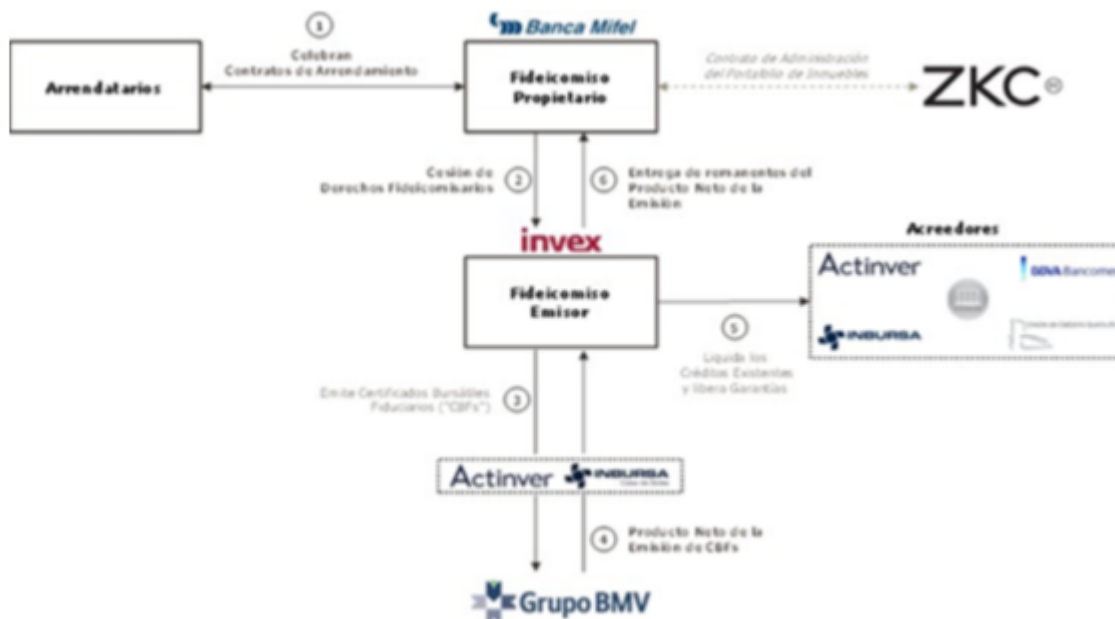 1
Celebran
Contratos de Arrendamiento
Arrendatarios
Banca Mifel
Fideicomiso
Propietario
Contrato de Administración
del Portafolio de Inmuebles
ZKC
Cesión de
Derechos Fideicomisarios
2
6
Entrega de remanentes del
Producto Neto de la
Emisión
invex
Fideicomiso
Emisor
Acreedores
Actinver
BBVA Bancomer
INBURSA
5
Liquida los
Créditos Existentes
y libera Garantías
Emite Certificados Bursátiles
Fiduciarios ("CBFs")
3
Actinver
INBURSA
4
Producto Neto de la
Emisión de CBFs
Grupo BMV